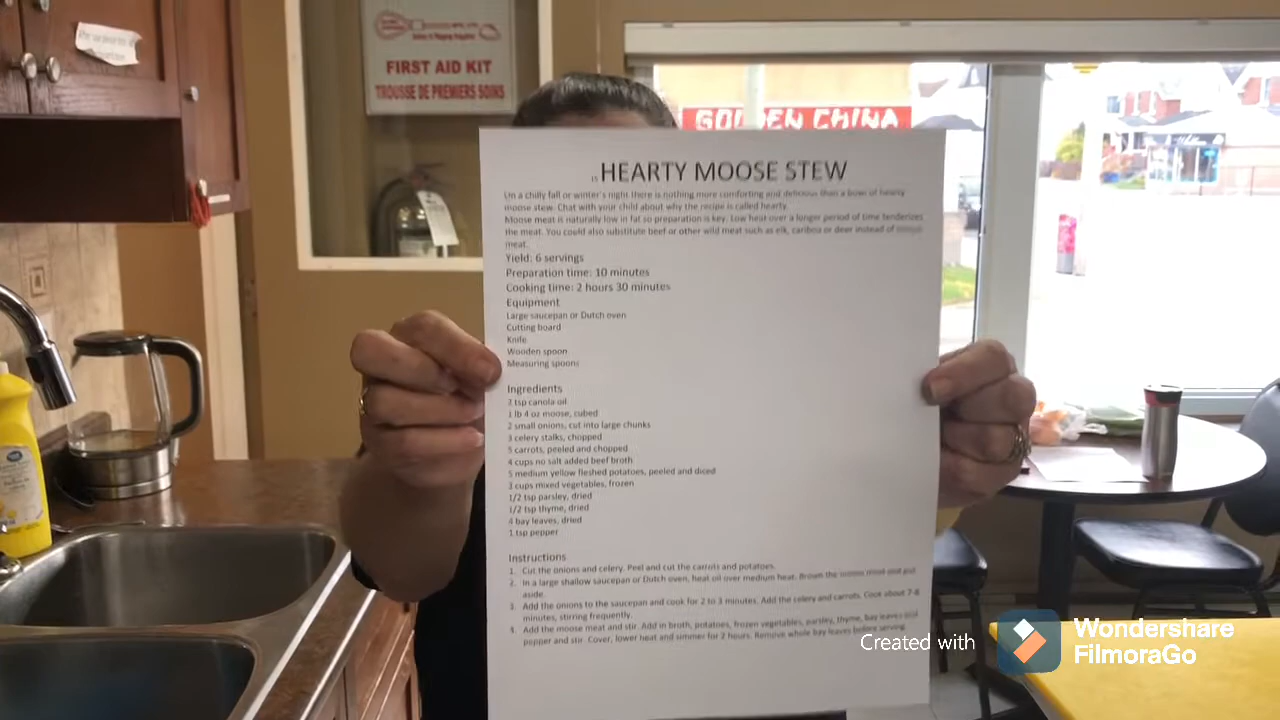 FIRST AID KIT
TROUSSE DE PREMIERS SOINS
GOLDEN CHINA
HEARTY MOOSE STEW
On a chilly fall or winter's night there is nothing more comforting and delicious than a bowl of hearty
moose stew. Chat with your child about why the recipe is called hearty.
Moose meat is naturally low in fat so preparation is key. Low heat over a longer period of time tenderizes
the meat. You could also substitute beef or other wild meat such as elk, caribou or deer instead of moose
meat.
Yield: 6 servings
Preparation time: 10 minutes
Cooking time: 2 hours 30 minutes
Equipment
Large saucepan or Dutch oven
Cutting board
Knife
Wooden spoon
Measuring spoons
Ingredients
2 tsp canola oil
1 lb 4 oz moose, cubed
2 small onions, cut into large chunks
3 celery stalks, chopped
5 carrots, peeled and chopped
4 cups no salt added beef broth
5 medium yellow fleshed potatoes, peeled and diced
3 cups mixed vegetables, frozen
1/2 tsp parsley, dried
1/2 tsp thyme, dried
4 bay leaves, dried
1 tsp pepper
Instructions
1. Cut the onions and celery. Peel and cut the carrots and potatoes.
2. In a large shallow saucepan or Dutch oven, heat oil over medium heat. Brown the moose meat and
aside.
3. Add the onions to the saucepan and cook for 2 to 3 minutes. Add the celery and carrots. Cook about 7-8
minutes, stirring frequently.
4. Add the moose meat and stir. Add in broth, potatoes, frozen vegetables, parsley, thyme, bay leaves and
pepper and stir. Cover, lower heat and simmer for 2 hours. Remove whole bay leaves before serving.
Created with
Wondershare
FilmoraGo